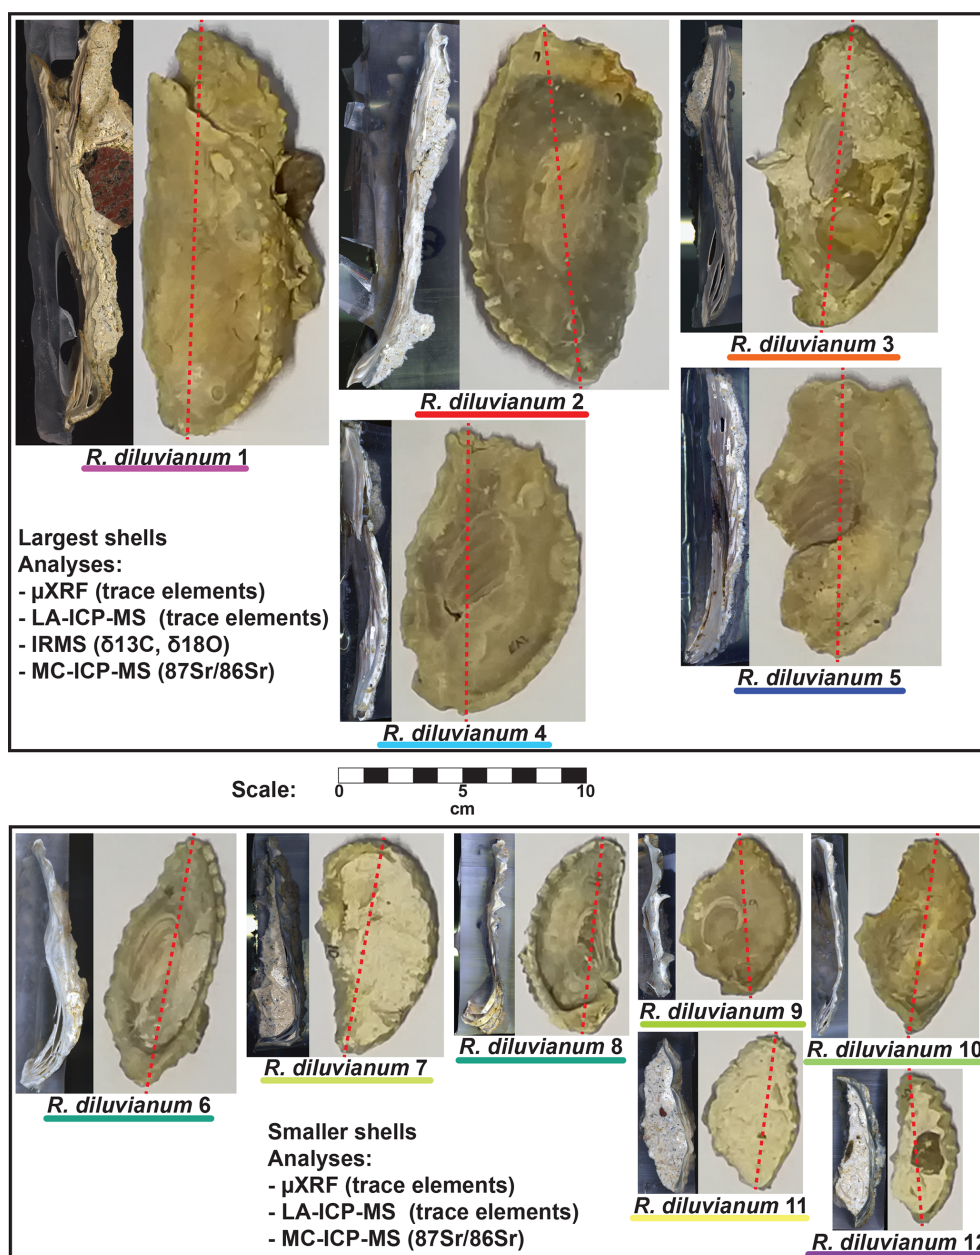 R. diluvianum 1
R. diluvianum 2
R. diluvianum 3
R. diluvianum 4
R. diluvianum 5
Largest shells
Analyses:
- µXRF (trace elements)
- LA-ICP-MS (trace elements)
- IRMS (δ13C, δ18O)
- MC-ICP-MS (87Sr/86Sr)
Scale:
0 5 10
cm
R. diluvianum 6
R. diluvianum 7
R. diluvianum 8
R. diluvianum 9
R. diluvianum 10
R. diluvianum 11
R. diluvianum 12
Smaller shells
Analyses:
- µXRF (trace elements)
- LA-ICP-MS (trace elements)
- MC-ICP-MS (87Sr/86Sr)